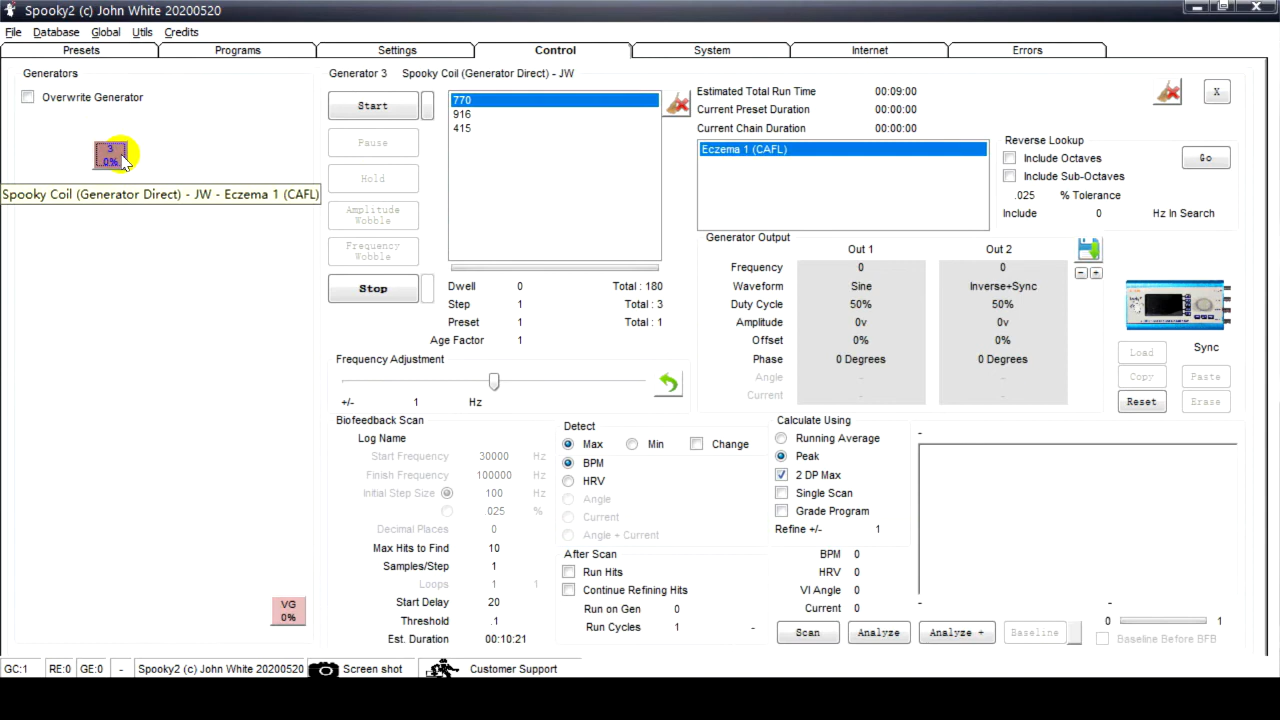 Spooky2 (c) John White 20200520
File Database Global Utils Credits
Presets Programs Settings Control System Internet Errors
Generators
Overwrite Generator
3
0%
Spooky Coil (Generator Direct) - JW - Eczema 1 (CAFL)
VG
0%
Generator 3 Spooky Coil (Generator Direct) - JW
Start
Pause
Hold
Amplitude
Wobble
Frequency
Wobble
Stop
770
916
415
Dwell 0 Total : 180
Step 1 Total : 3
Preset 1 Total : 1
Age Factor 1
Frequency Adjustment
+/- 1 Hz
Estimated Total Run Time 00:09:00
Current Preset Duration 00:00:00
Current Chain Duration 00:00:00
X
Eczema 1 (CAFL)
Reverse Lookup
Include Octaves
Go
Include Sub-Octaves
.025 % Tolerance
Include 0 Hz In Search
Generator Output
Out 1 Out 2
Frequency 0 0
Waveform Sine Inverse+Sync
Duty Cycle 50% 50%
Amplitude 0v 0v
Offset 0% 0%
Phase 0 Degrees 0 Degrees
Angle - -
Current - -
- +
Load Sync
Copy Paste
Reset Erase
Biofeedback Scan
Log Name
Start Frequency 30000 Hz
Finish Frequency 100000 Hz
Initial Step Size 100 Hz
.025 %
Decimal Places 0
Max Hits to Find 10
Samples/Step 1
Loops 1 1
Start Delay 20
Threshold .1
Est. Duration 00:10:21
Detect
Max Min Change
BPM
HRV
Angle
Current
Angle + Current
After Scan
Run Hits
Continue Refining Hits
Run on Gen 0
Run Cycles 1 -
Calculate Using
Running Average
Peak
2 DP Max
Single Scan
Grade Program
Refine +/- 1
BPM 0
HRV 0
VI Angle 0
Current 0
-
- -
0 1
Scan Analyze Analyze + Baseline
Baseline Before BFB
GC:1 RE:0 GE:0 - Spooky2 (c) John White 20200520 Screen shot Customer Support